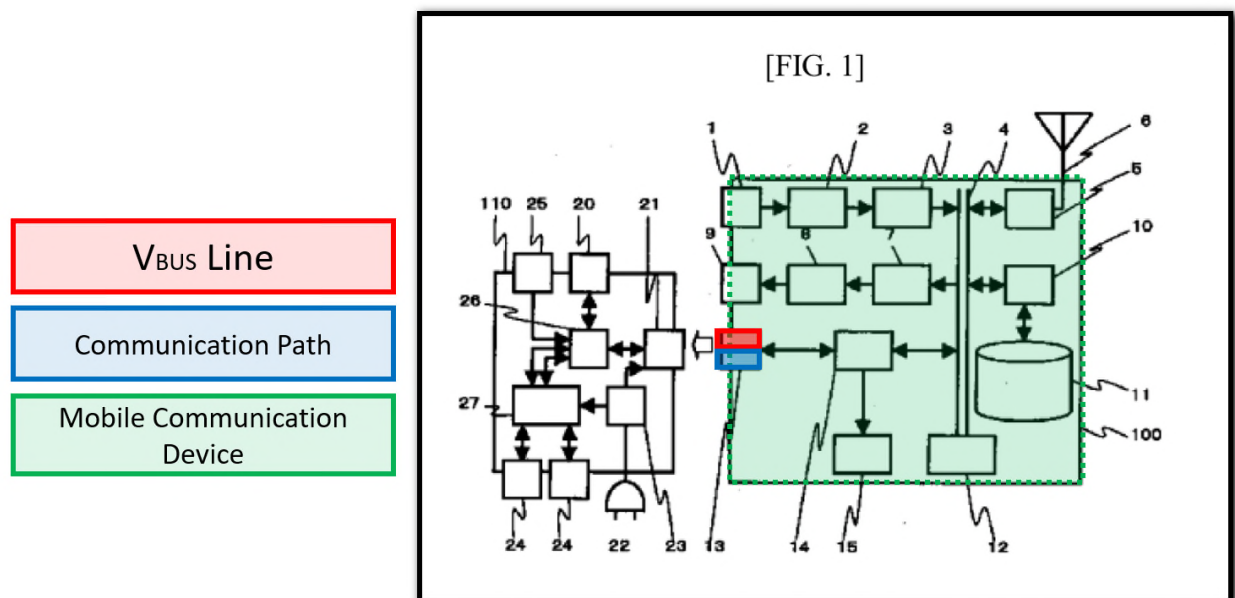 VBUS Line
Communication Path
Mobile Communication
Device
[FIG. 1]
1 2 3 4 6
5
110 25 20 21
10
9 8 7
26
27
11
100
24 24 22 23 13 14 15 12